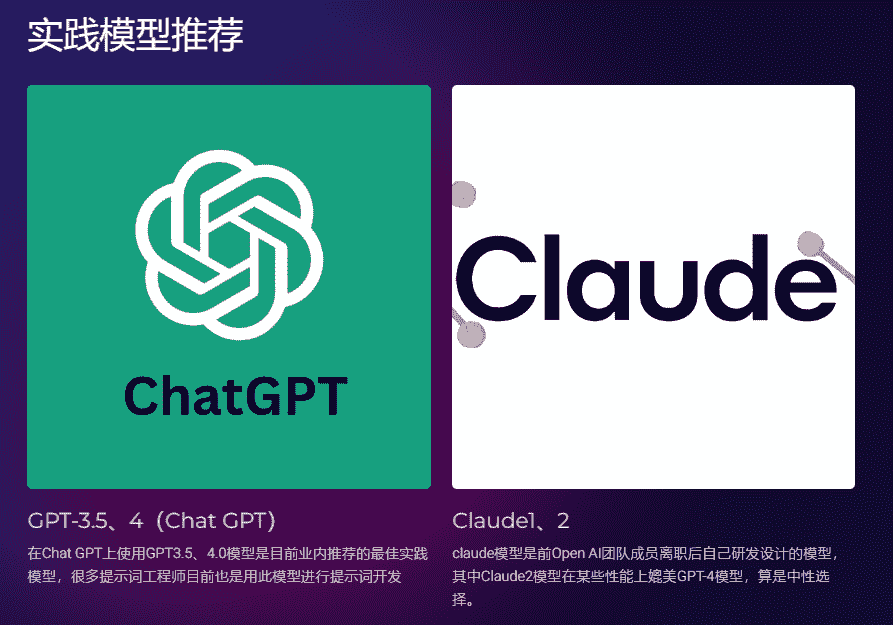 实践模型推荐
ChatGPT
Claude
GPT-3.5、4（Chat GPT）
在Chat GPT上使用GPT3.5、4.0模型是目前业内推荐的最佳实践
模型，很多提示词工程师目前也是用此模型进行提示词开发
Claude1、2
claude模型是前Open AI团队成员离职后自己研发设计的模型，
其中Claude2模型在某些性能上媲美GPT-4模型，算是中性选
择。